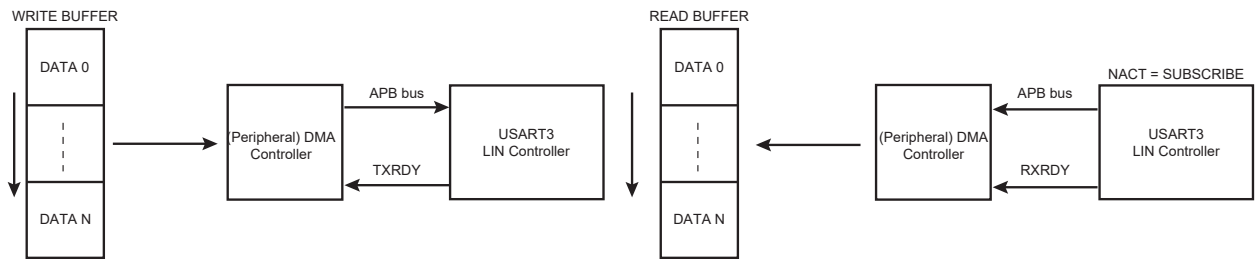 WRITE BUFFER
DATA 0
DATA N
(Peripheral) DMA
Controller
APB bus
TXRDY
USART3
LIN Controller
READ BUFFER
DATA 0
DATA N
(Peripheral) DMA
Controller
APB bus
RXRDY
NACT = SUBSCRIBE
USART3
LIN Controller